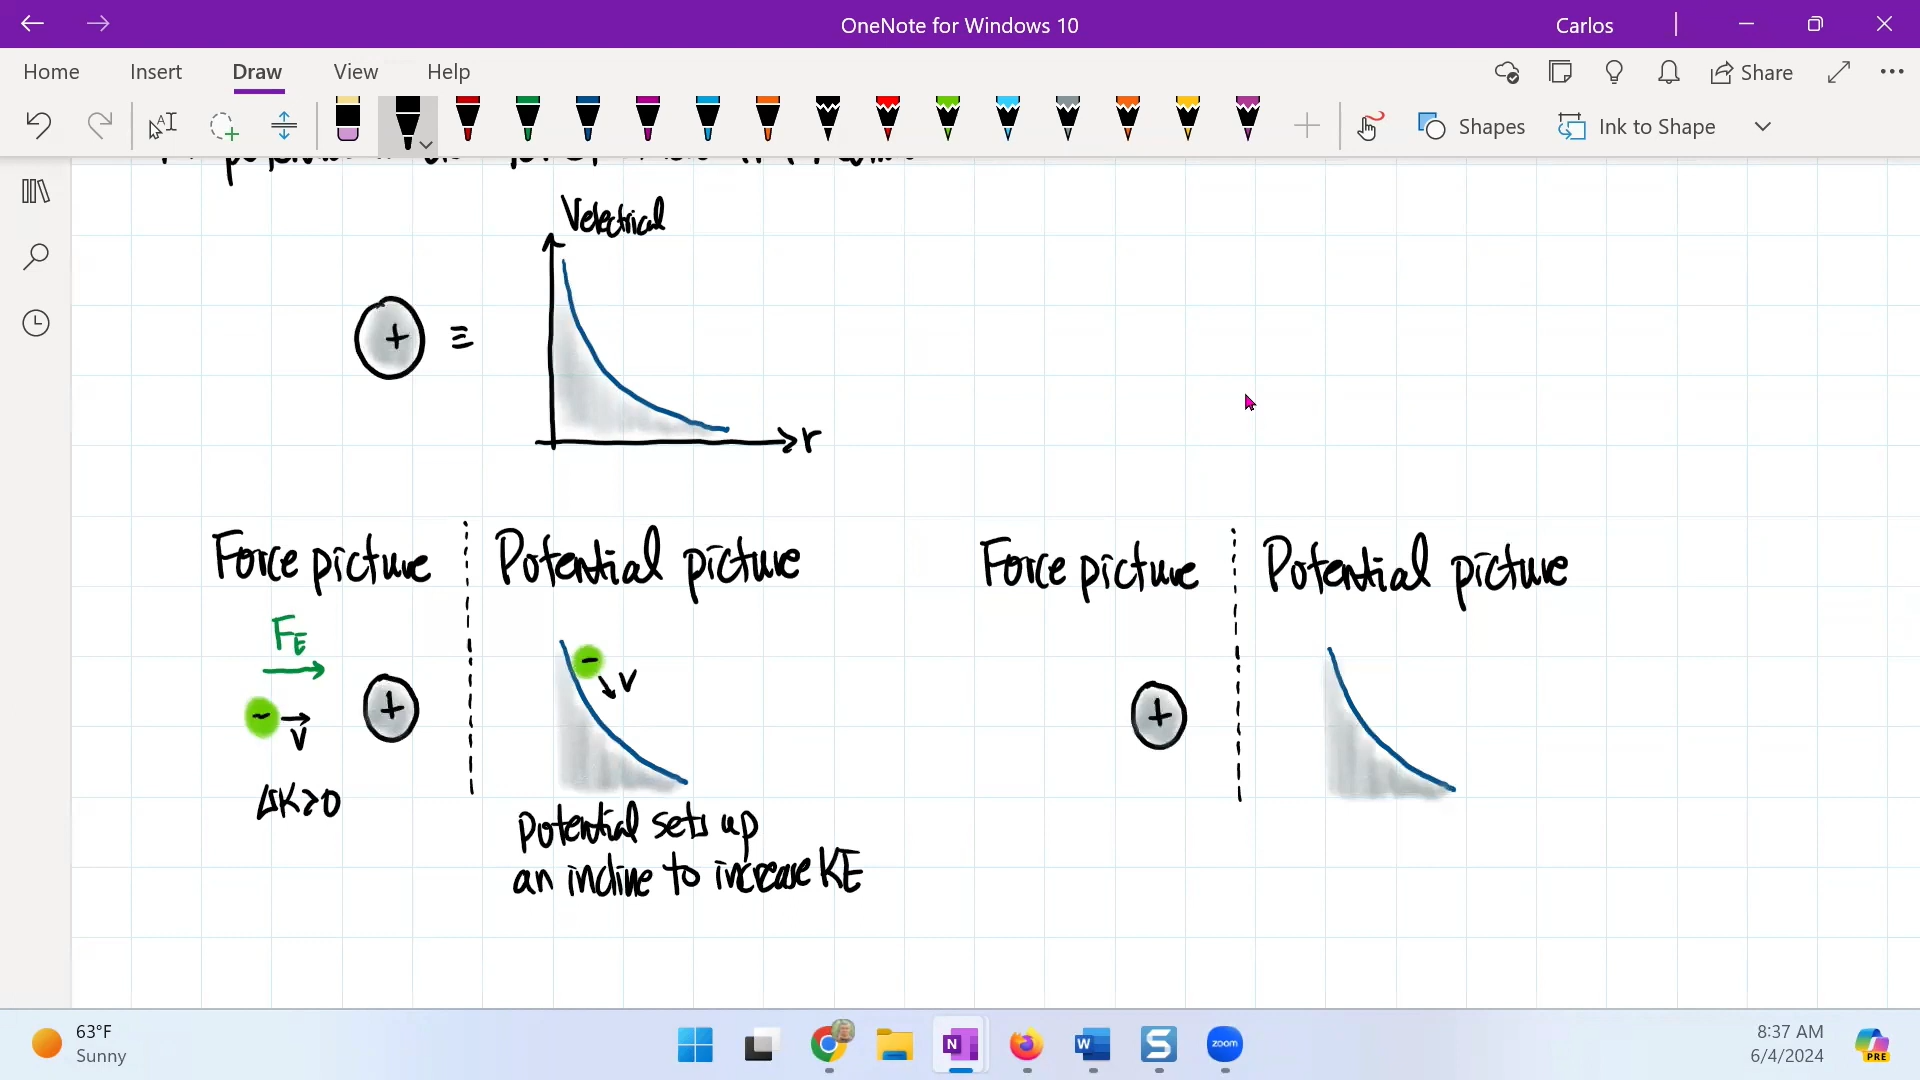 OneNote for Windows 10
Carlos
Home Insert Draw View Help
Share
Shapes
Ink to Shape
Velectrical
+ ≡
r
Force picture
Potential picture
FE
- V
+
ΔK>0
- V
Potential sets up
an incline to increase KE
Force picture
Potential picture
+
63°F
Sunny
N
W
S
zoom
8:37 AM
6/4/2024
PRE